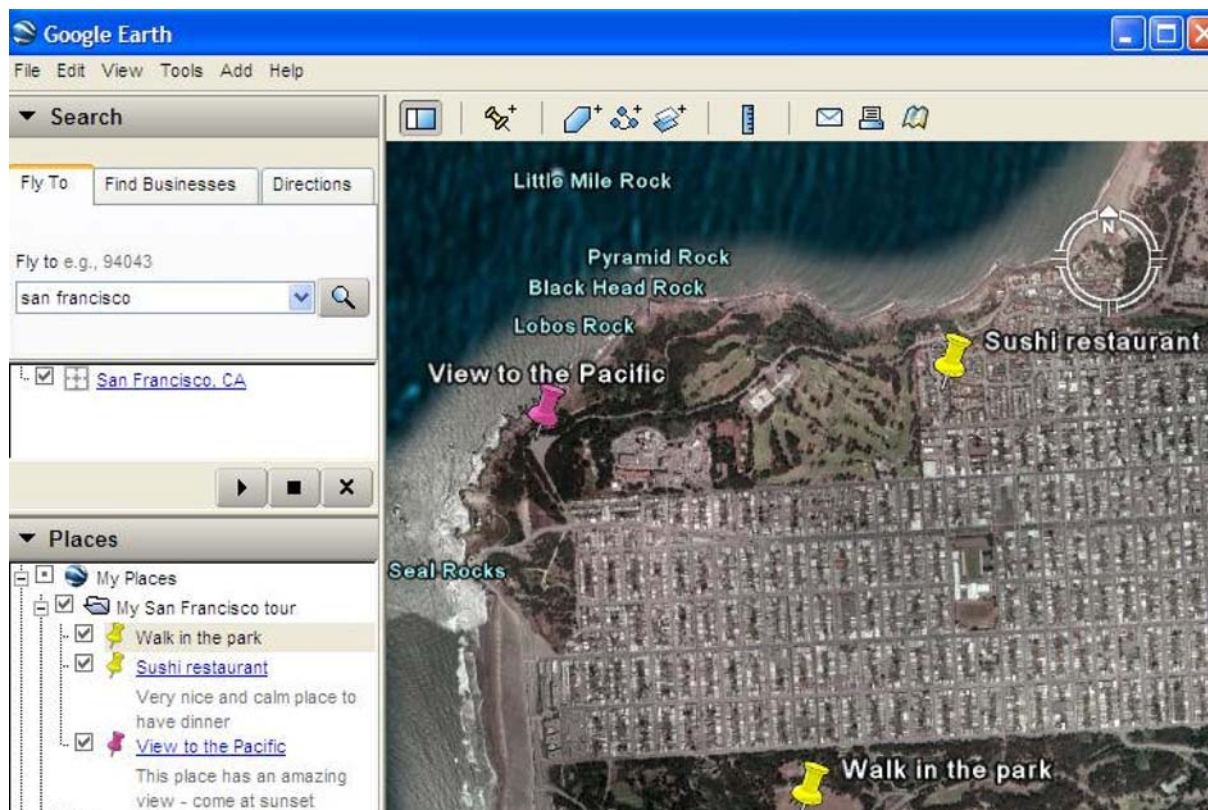 Google Earth
File Edit View Tools Add Help
Search
Fly To
Find Businesses
Directions
Fly to e.g., 94043
san francisco
San Francisco, CA
Places
My Places
My San Francisco tour
Walk in the park
Sushi restaurant
Very nice and calm place to
have dinner
View to the Pacific
This place has an amazing
view - come at sunset
Little Mile Rock
Pyramid Rock
Black Head Rock
Lobos Rock
N
Sushi restaurant
View to the Pacific
Seal Rocks
Walk in the park